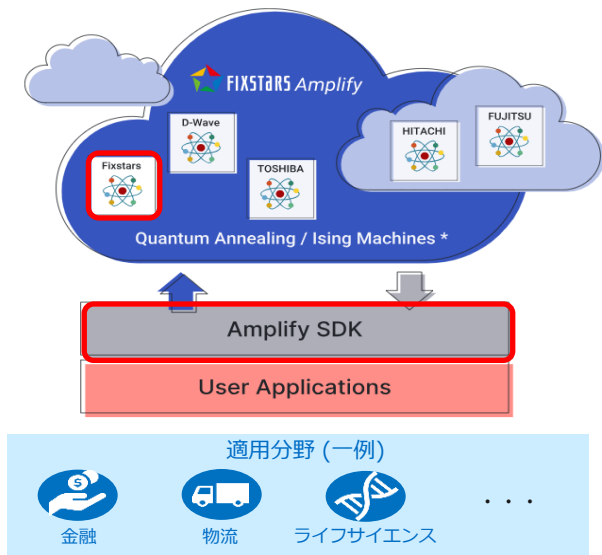 FIXSTARS Amplify
D-Wave
FUJITSU
HITACHI
Fixstars
TOSHIBA
Quantum Annealing / Ising Machines *
Amplify SDK
User Applications
適用分野 (一例)
$
金融
物流
ライフサイエンス
・・・